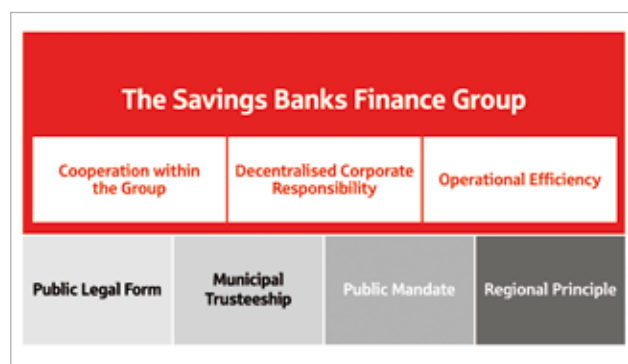 The Savings Banks Finance Group
Cooperation within
the Group
Decentralised Corporate
Responsibility
Operational Efficiency
Public Legal Form
Municipal
Trusteeship
Public Mandate
Regional Principle